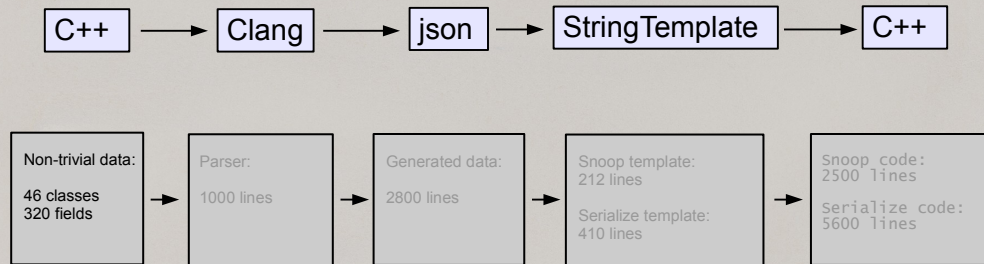 C++
Clang
json
StringTemplate
C++
Non-trivial data:
46 classes
320 fields
Parser:
1000 lines
Generated data:
2800 lines
Snoop template:
212 lines
Serialize template:
410 lines
Snoop code:
2500 lines
Serialize code:
5600 lines